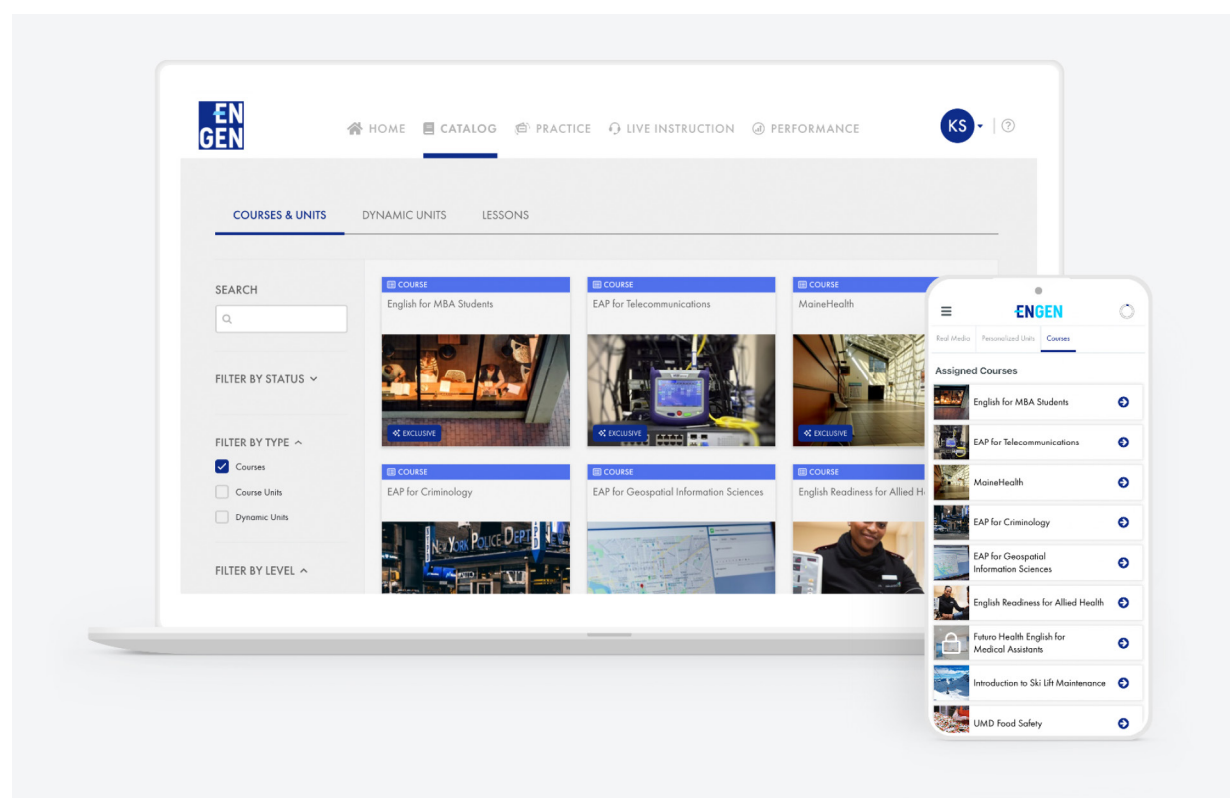 EN
GEN
HOME
CATALOG
PRACTICE
LIVE INSTRUCTION
PERFORMANCE
KS
COURSES & UNITS
DYNAMIC UNITS
LESSONS
SEARCH
FILTER BY STATUS
FILTER BY TYPE
Courses
Course Units
Dynamic Units
FILTER BY LEVEL
COURSE
English for MBA Students
EXCLUSIVE
COURSE
EAP for Telecommunications
EXCLUSIVE
COURSE
MaineHealth
EXCLUSIVE
COURSE
EAP for Criminology
NEW YORK POLICE DEPT
COURSE
EAP for Geospatial Information Sciences
COURSE
English Readiness for Allied H
ENGEN
Real Media
Personalized Units
Courses
Assigned Courses
English for MBA Students
EAP for Telecommunications
MaineHealth
EAP for Criminology
EAP for Geospatial
Information Sciences
English Readiness for Allied Health
Futuro Health English for
Medical Assistants
Introduction to Ski Lift Maintenance
UMD Food Safety